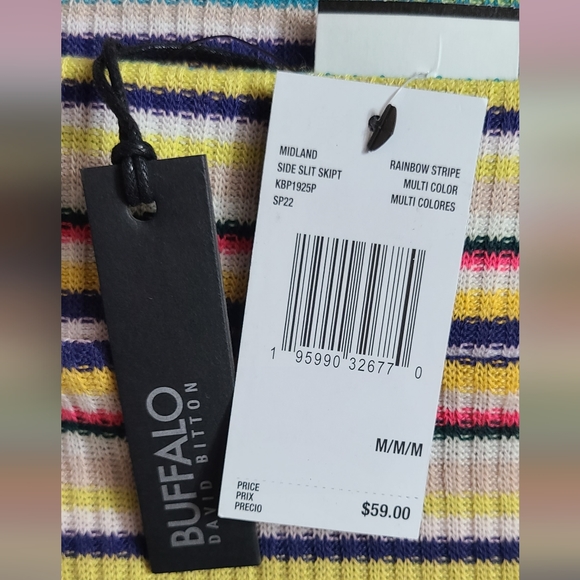 MIDLAND
SIDE SLIT SKIPT
KBP1925P
SP22
RAINBOW STRIPE
MULTI COLOR
MULTI COLORES
1 95990 32677 0
M/M/M
PRICE
PRIX
PRECIO
$59.00
BUFFALO
DAVID BITTON